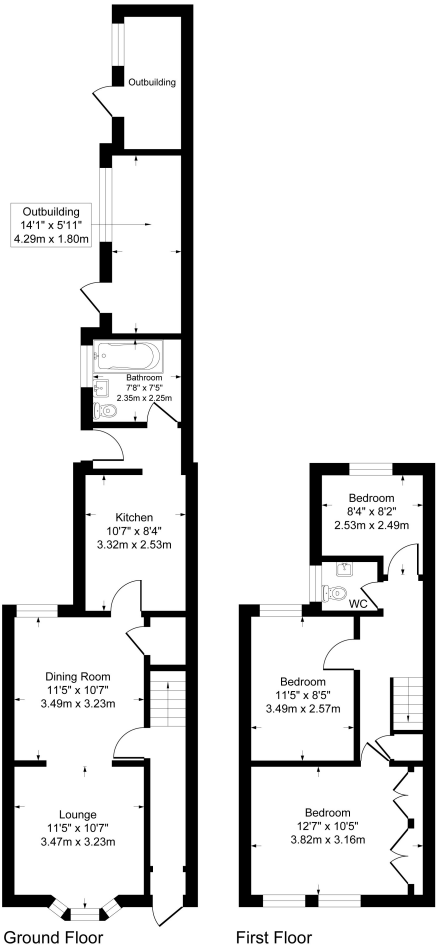 Outbuilding
Outbuilding
14'1" x 5'11"
4.29m x 1.80m
Bathroom
7'8" x 7'5"
2.35m x 2.25m
Kitchen
10'7" x 8'4"
3.32m x 2.53m
Dining Room
11'5" x 10'7"
3.49m x 3.23m
Lounge
11'5" x 10'7"
3.47m x 3.23m
Ground Floor
Bedroom
8'4" x 8'2"
2.53m x 2.49m
WC
Bedroom
11'5" x 8'5"
3.49m x 2.57m
Bedroom
12'7" x 10'5"
3.82m x 3.16m
First Floor